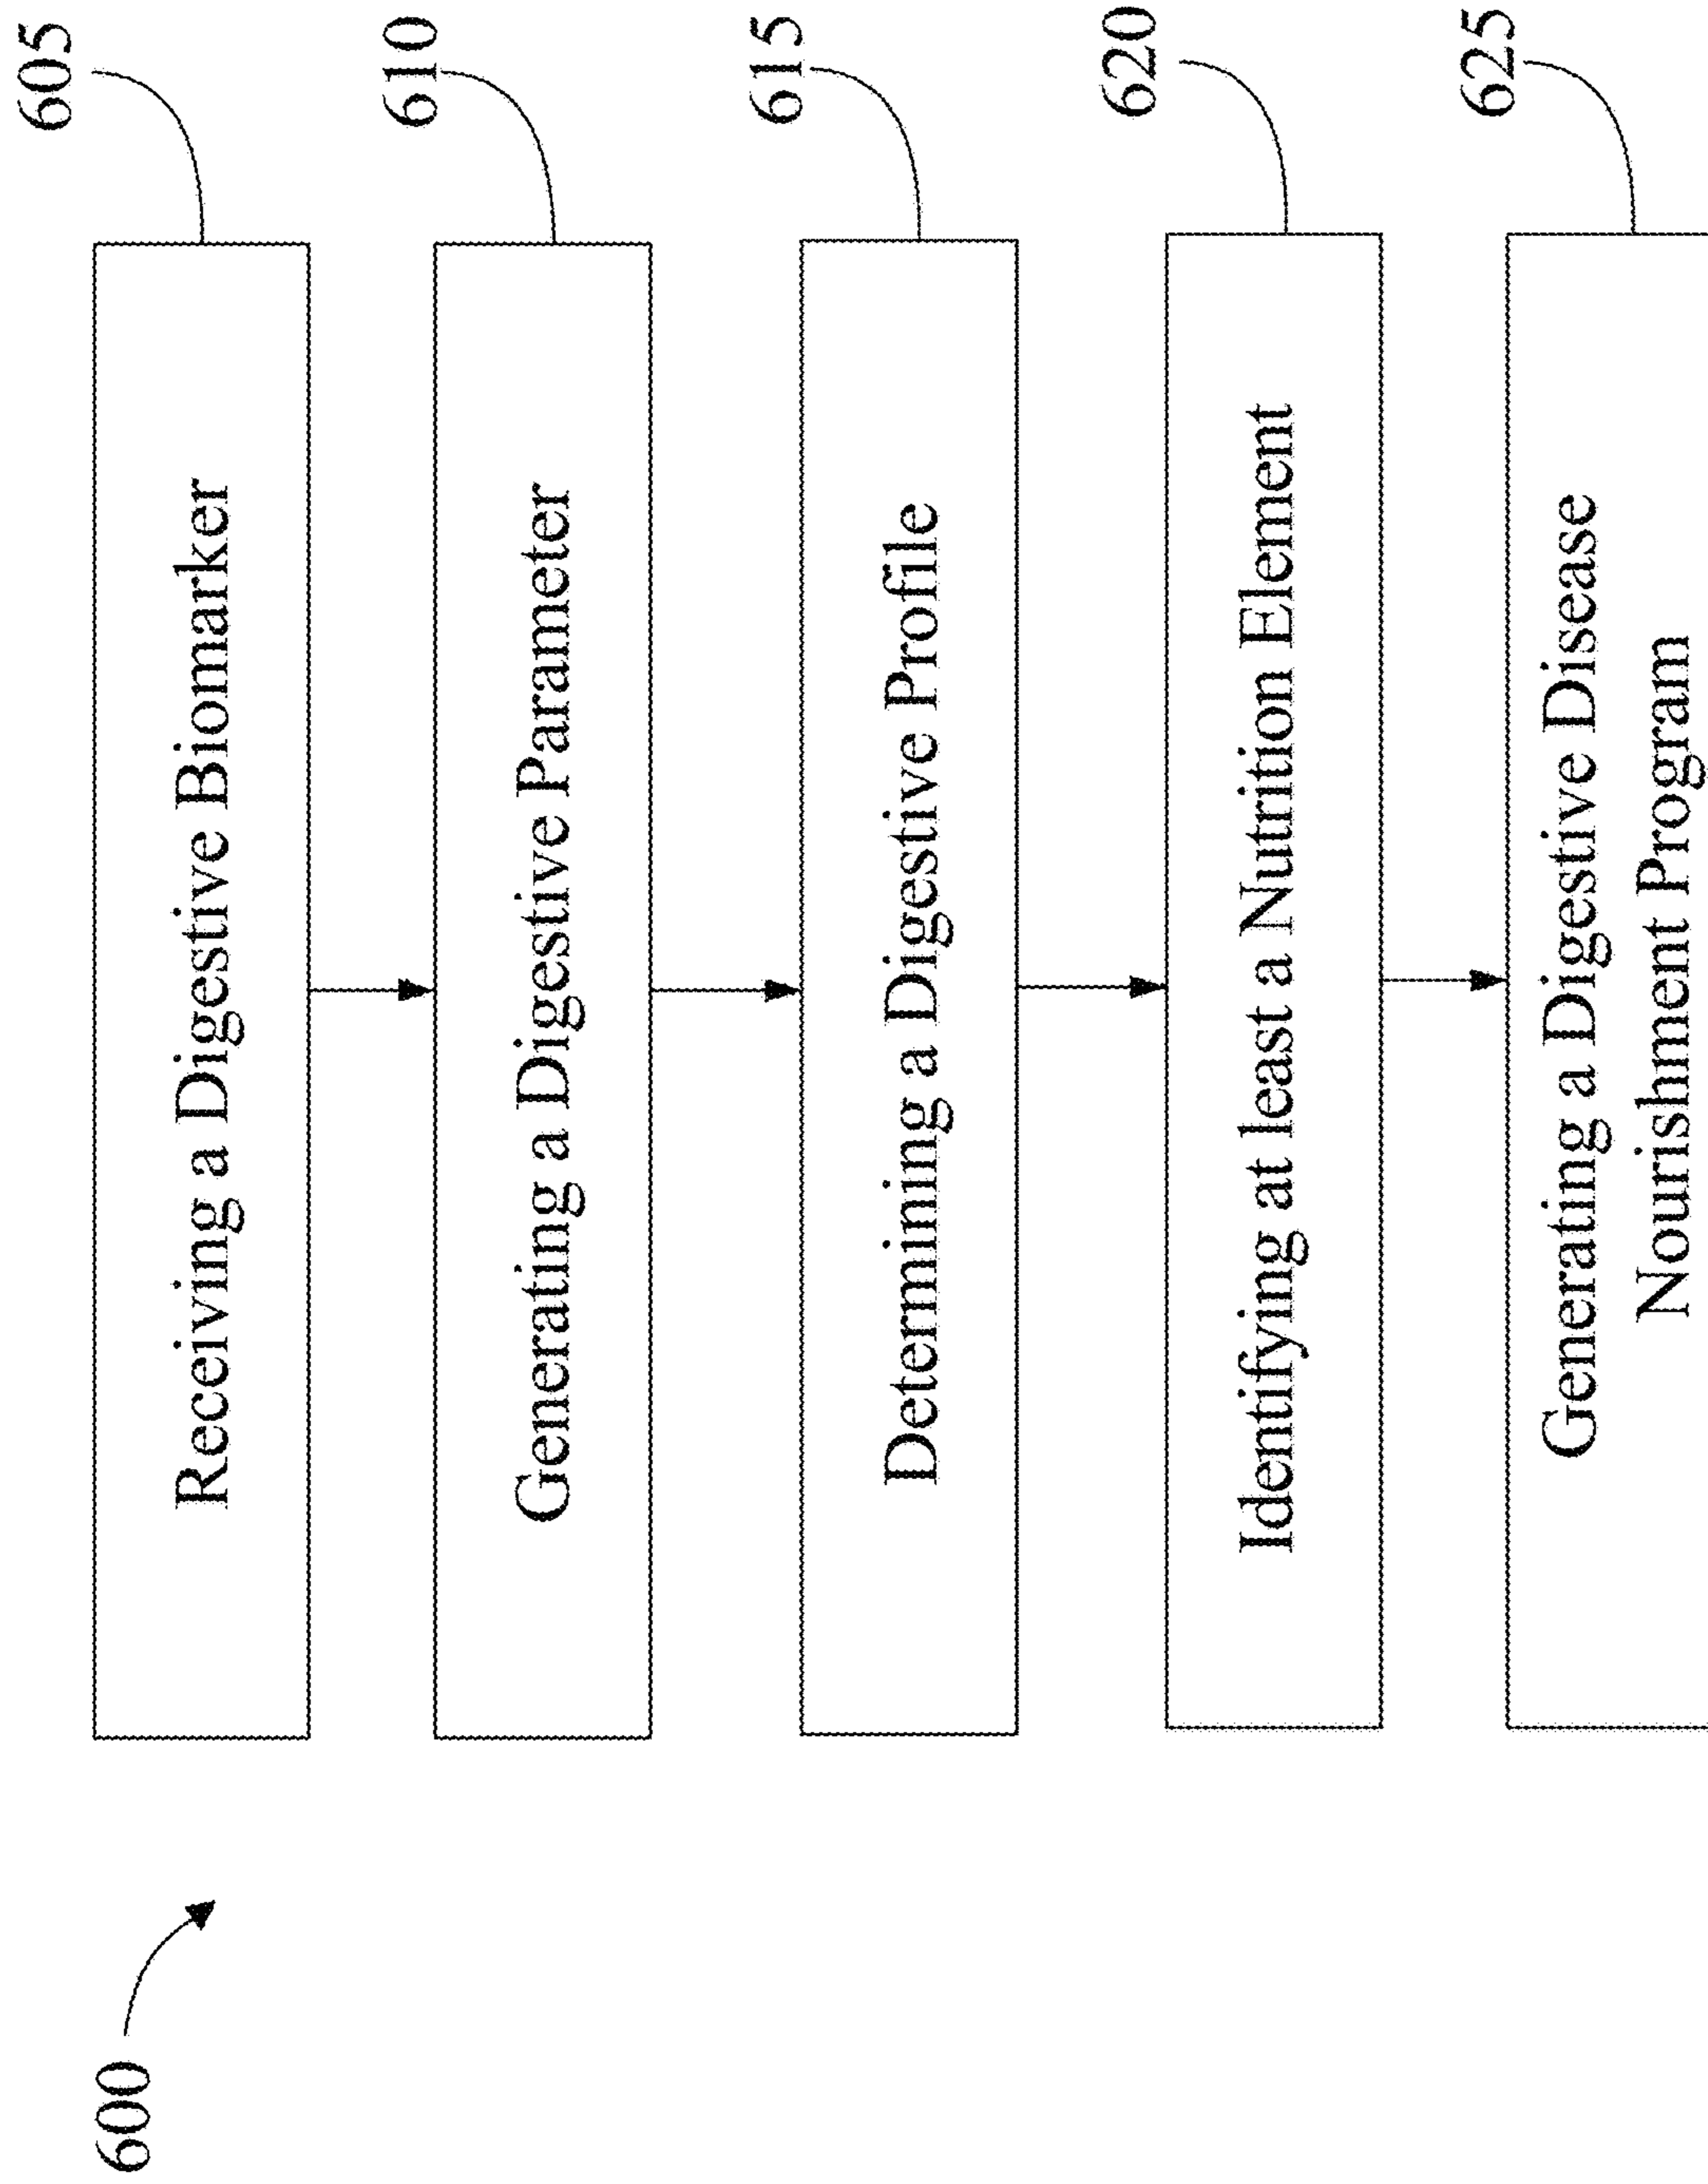 600
Receiving a Digestive Biomarker
605
Generating a Digestive Parameter
610
Determining a Digestive Profile
615
Identifying at least a Nutrition Element
620
Generating a Digestive Disease
Nourishment Program
625